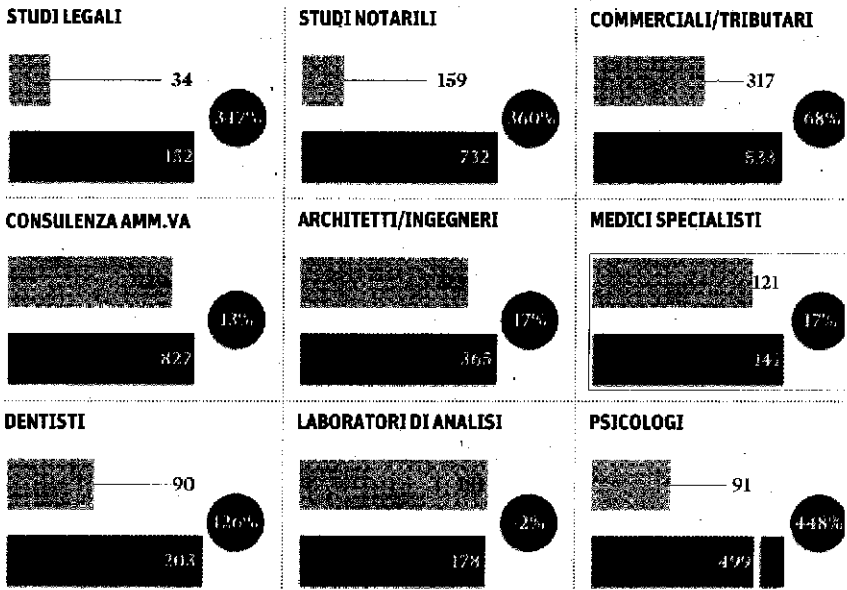 STUDI LEGALI
34
347%
152
STUDI NOTARILI
159
360%
732
COMMERCIALI/TRIBUTARI
317
68%
533
CONSULENZA AMM.VA
13%
827
ARCHITETTI/INGEGNERI
17%
365
MEDICI SPECIALISTI
121
17%
DENTISTI
90
126%
203
LABORATORI DI ANALISI
-2%
178
PSICOLOGI
91
448%
499